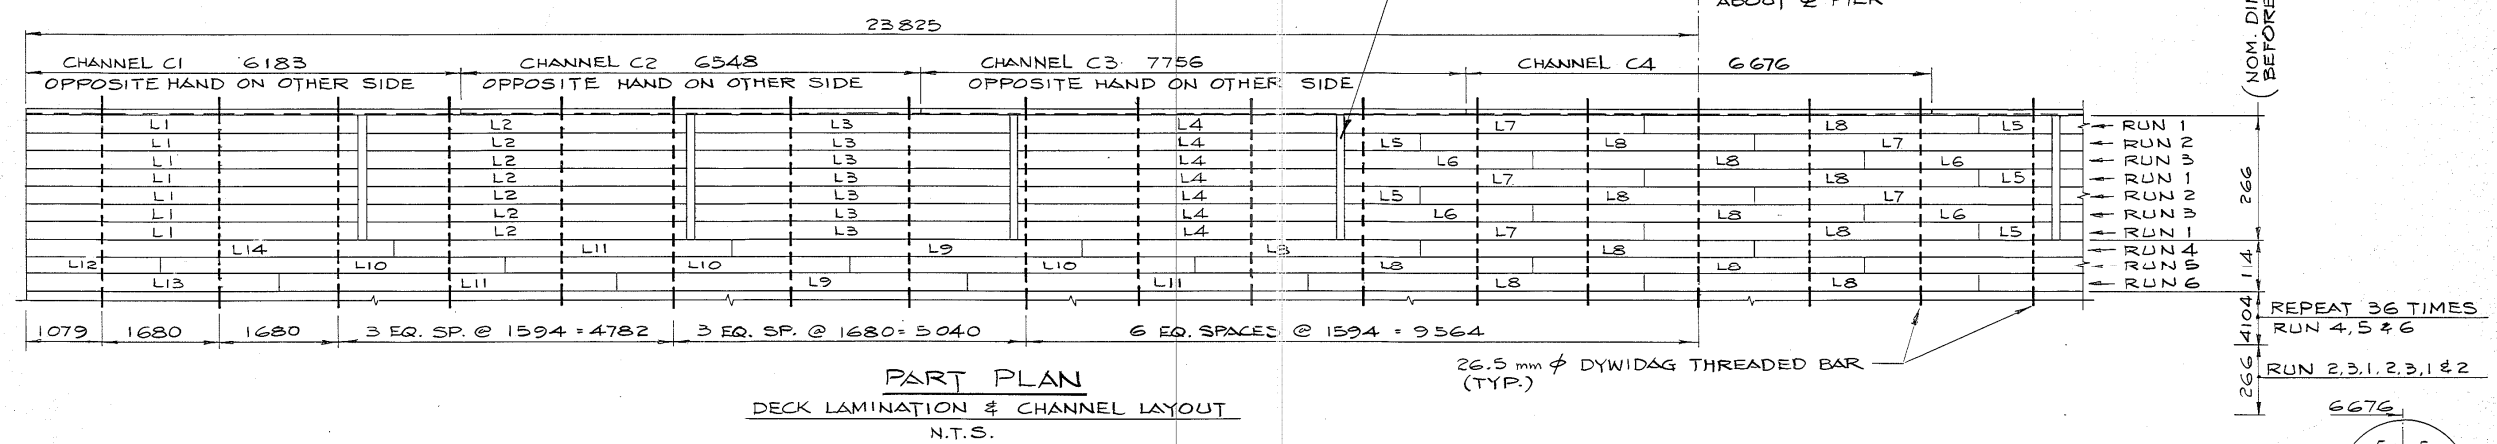 ABOUT ℄ PIER
(NOM. DI
BEFORE
23825
CHANNEL C1 6183
CHANNEL C2 6548
CHANNEL C3 7756
CHANNEL C4 6676
OPPOSITE HAND ON OTHER SIDE
OPPOSITE HAND ON OTHER SIDE
OPPOSITE HAND ON OTHER SIDE
L1 L2 L3 L4 L7 L8 L5 RUN 1
L1 L2 L3 L4 L5 L8 L7 RUN 2
L1 L2 L3 L4 L6 L8 L6 RUN 3
L1 L2 L3 L4 L7 L8 L5 RUN 1
L1 L2 L3 L4 L5 L8 L7 RUN 2
L1 L2 L3 L4 L6 L8 L6 RUN 3
L1 L2 L3 L4 L7 L8 L5 RUN 1
L14 L11 L9 L8 L8 RUN 4
L12 L10 L10 L10 L8 L8 RUN 5
L13 L11 L9 L11 L8 L8 RUN 6
266
114
4104
266
REPEAT 36 TIMES
RUN 4, 5 & 6
RUN 2, 3, 1, 2, 3, 1 & 2
1079
1680
1680
3 EQ. SP. @ 1594 = 4782
3 EQ. SP. @ 1680 = 5040
6 EQ. SPACES @ 1594 = 9564
26.5 mm ϕ DYWIDAG THREADED BAR
(TYP.)
PART PLAN
DECK LAMINATION & CHANNEL LAYOUT
N.T.S.
6676